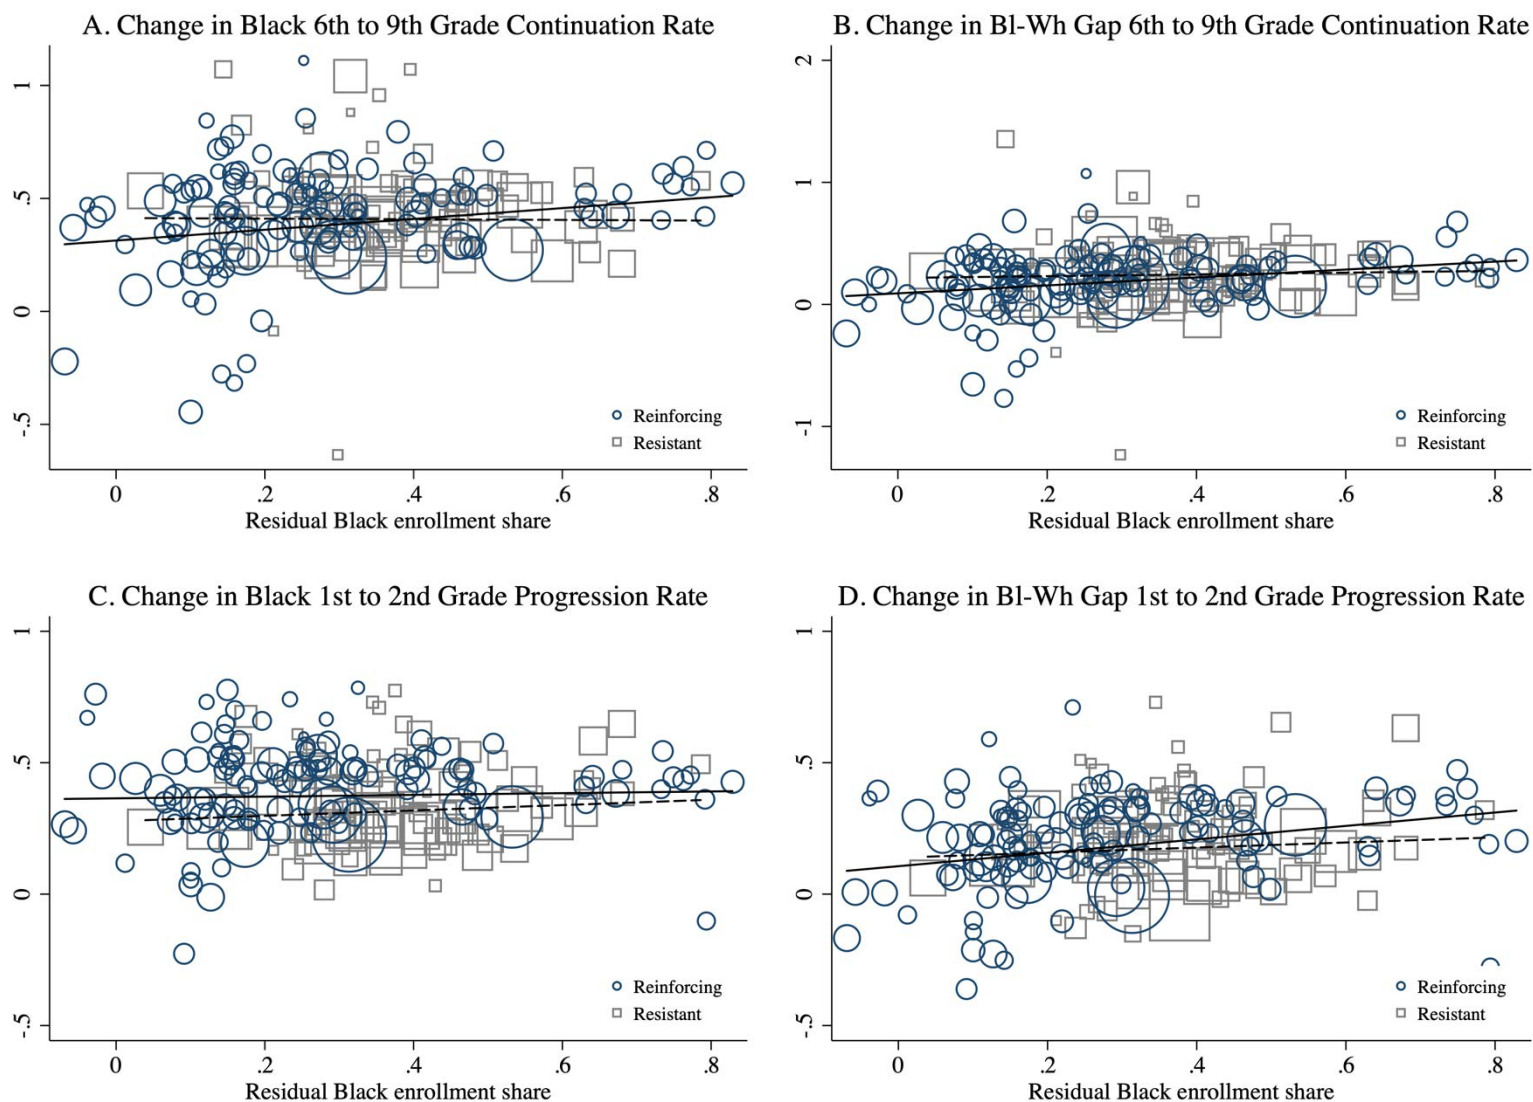 A. Change in Black 6th to 9th Grade Continuation Rate
1
.5
0
-.5
0 .2 .4 .6 .8
Residual Black enrollment share
Reinforcing
Resistant
B. Change in Bl-Wh Gap 6th to 9th Grade Continuation Rate
2
1
0
-1
0 .2 .4 .6 .8
Residual Black enrollment share
Reinforcing
Resistant
C. Change in Black 1st to 2nd Grade Progression Rate
1
.5
0
-.5
0 .2 .4 .6 .8
Residual Black enrollment share
Reinforcing
Resistant
D. Change in Bl-Wh Gap 1st to 2nd Grade Progression Rate
1
.5
0
-.5
0 .2 .4 .6 .8
Residual Black enrollment share
Reinforcing
Resistant